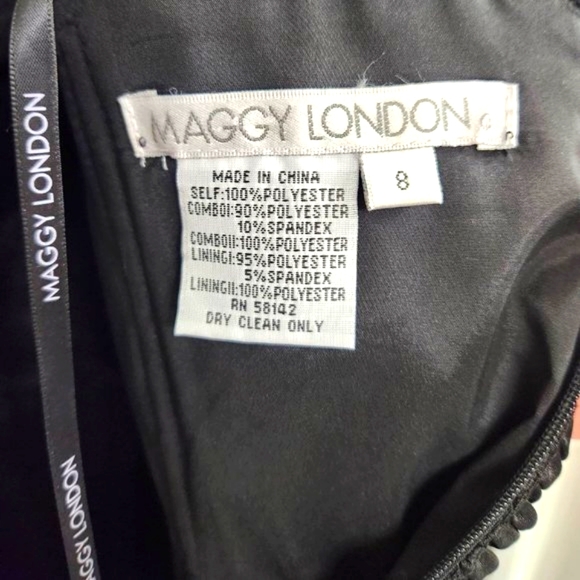 MAGGY LONDON
MAGGY LONDON
MAGGY LONDON
8
MADE IN CHINA
SELF:100%POLYESTER
COMBOI:90%POLYESTER
10%SPANDEX
COMBOII:100%POLYESTER
LININGI:95%POLYESTER
5%SPANDEX
LININGII:100%POLYESTER
RN 58142
DRY CLEAN ONLY